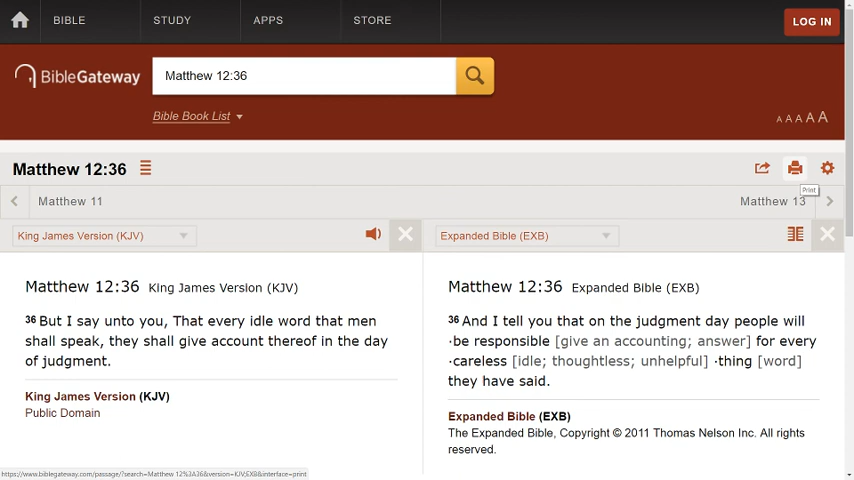 BIBLE STUDY APPS STORE LOG IN
BibleGateway Matthew 12:36
Bible Book List
A A A A A
Matthew 12:36
Print
Matthew 11 Matthew 13
King James Version (KJV) Expanded Bible (EXB)
Matthew 12:36 King James Version (KJV)
36 But I say unto you, That every idle word that men
shall speak, they shall give account thereof in the day
of judgment.
King James Version (KJV)
Public Domain
Matthew 12:36 Expanded Bible (EXB)
36 And I tell you that on the judgment day people will
·be responsible [give an accounting; answer] for every
·careless [idle; thoughtless; unhelpful] ·thing [word]
they have said.
Expanded Bible (EXB)
The Expanded Bible, Copyright © 2011 Thomas Nelson Inc. All rights
reserved.
https://www.biblegateway.com/passage/?search=Matthew 12%3A36&version=KJV;EXB&interface=print